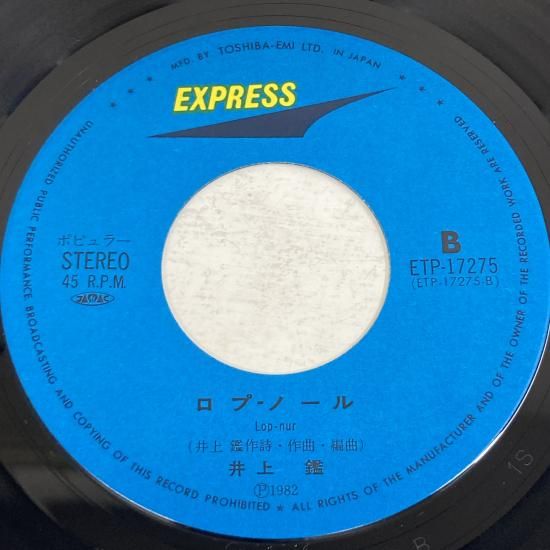 MFD. BY TOSHIBA-EMI LTD. IN JAPAN
EXPRESS
ポピュラー
STEREO
45 R.P.M.
JASRAC
B
ETP-17275
(ETP-17275-B)
ロプ・ノール
Lop-nur
(井上 鑑作詩・作曲・編曲)
井上 鑑
Ⓟ1982
UNAUTHORIZED PUBLIC PERFORMANCE BROADCASTING AND COPYING OF THIS RECORD PROHIBITED ★ ALL RIGHTS OF THE MANUFACTURER AND OF THE OWNER OF THE RECORDED WORK ARE RESERVED
1S